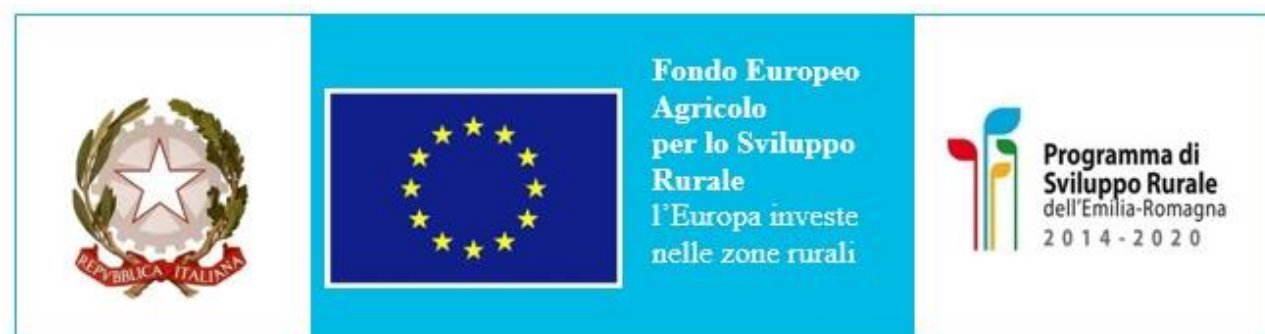 REPVBBLICA ITALIANA
Fondo Europeo
Agricolo
per lo Sviluppo
Rurale
l'Europa investe
nelle zone rurali
Programma di
Sviluppo Rurale
dell'Emilia-Romagna
2014-2020